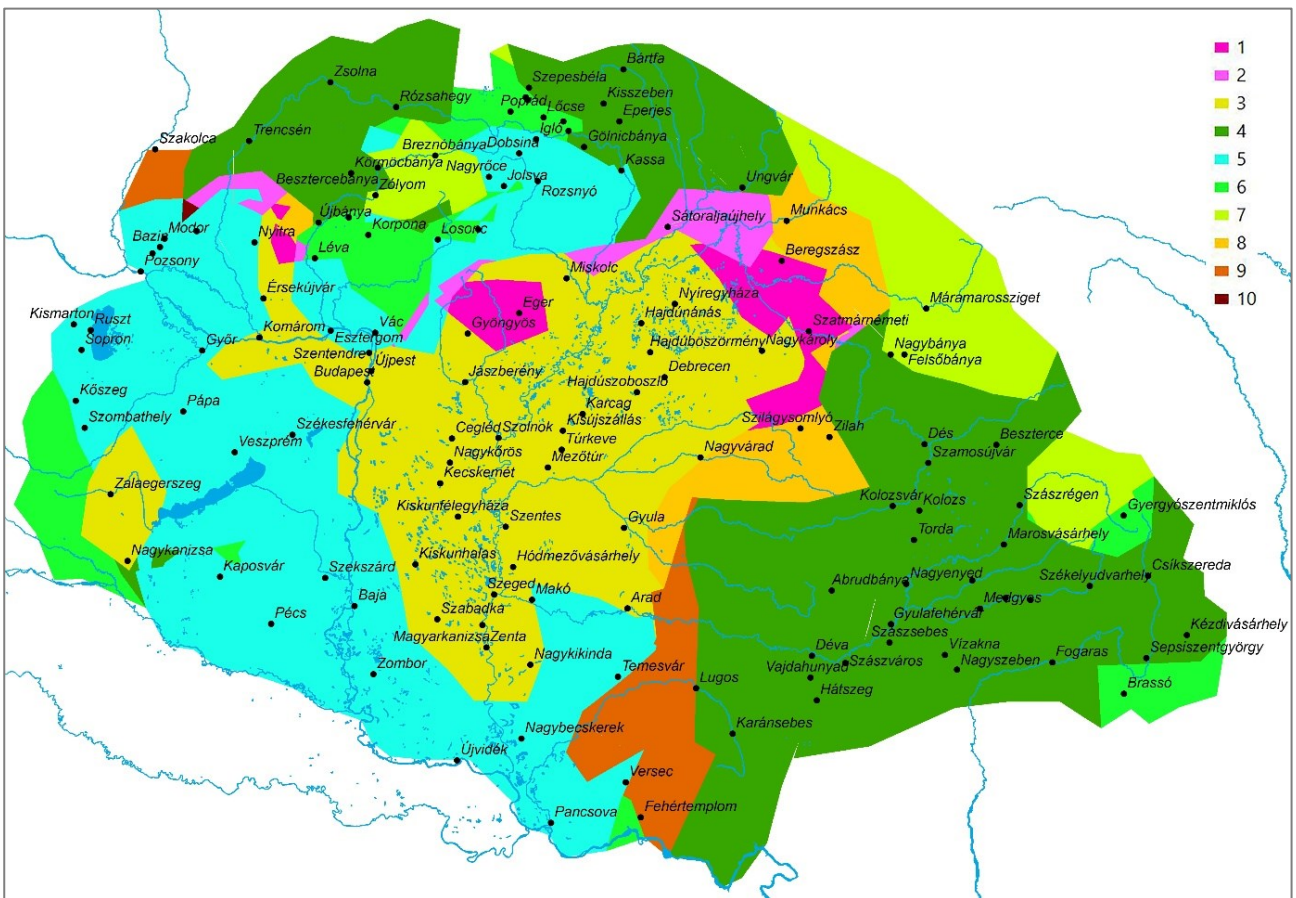 1
2
3
4
5
6
7
8
9
10
Bártfa
Zsolna
Szepesbéla
Kisszeben
Rózsahegy
Poprád
Lőcse
Eperjes
Trencsén
Igló
Gölnicbánya
Szakolca
Breznóbánya
Dobsina
Körmöcbánya
Nagyrőce
Kassa
Besztercebánya
Jolsva
Rozsnyó
Ungvár
Zólyom
Újbánya
Sátoraljaújhely
Munkács
Modor
Nyitra
Korpona
Losonc
Bazin
Léva
Beregszász
Pozsony
Miskolc
Érsekújvár
Eger
Nyíregyháza
Máramarossziget
Kismarton
Ruszt
Komárom
Vác
Gyöngyös
Hajdúnánás
Szatmárnémeti
Sopron
Győr
Esztergom
Szentendre
Újpest
Hajdúböszörmény
Nagykároly
Nagybánya
Felsőbánya
Budapest
Jászberény
Hajdúszoboszló
Debrecen
Kőszeg
Pápa
Karcag
Szombathely
Székesfehérvár
Kisújszállás
Szilágysomlyó
Zilah
Veszprém
Cegléd
Szolnok
Túrkeve
Dés
Beszterce
Nagykőrös
Mezőtúr
Nagyvárad
Szamosújvár
Kecskemét
Zalaegerszeg
Kiskunfélegyháza
Szentes
Gyula
Kolozsvár
Kolozs
Szászrégen
Gyergyószentmiklós
Torda
Marosvásárhely
Nagykanizsa
Kaposvár
Szekszárd
Kiskunhalas
Hódmezővásárhely
Szeged
Makó
Abrudbánya
Nagyenyed
Székelyudvarhely
Csíkszereda
Baja
Szabadka
Arad
Medgyes
Pécs
Gyulafehérvár
Magyarkanizsa
Zenta
Szászsebes
Kézdivásárhely
Zombor
Nagykikinda
Temesvár
Déva
Vízakna
Sepsiszentgyörgy
Vajdahunyad
Szászváros
Nagyszeben
Fogaras
Lugos
Hátszeg
Brassó
Karánsebes
Nagybecskerek
Újvidék
Versec
Pancsova
Fehértemplom